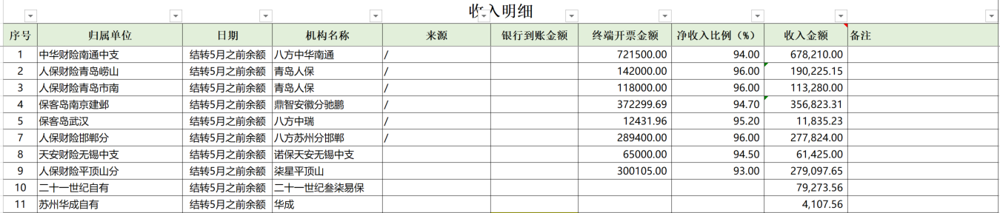 收入明细
序号 归属单位 日期 机构名称 来源 银行到账金额 终端开票金额 净收入比例（%） 收入金额 备注
1 中华财险南通中支 结转5月之前余额 八方中华南通 / 721500.00 94.00 678,210.00
2 人保财险青岛崂山 结转5月之前余额 青岛人保 / 142000.00 96.00 190,225.15
3 人保财险青岛市南 结转5月之前余额 青岛人保 / 118000.00 96.00 113,280.00
4 保客岛南京建邺 结转5月之前余额 鼎智安徽分驰鹏 / 372299.69 94.70 356,823.31
5 保客岛武汉 结转5月之前余额 八方中瑞 / 12431.96 95.20 11,835.23
7 人保财险邯郸分 结转5月之前余额 八方苏州分邯郸 / 289400.00 96.00 277,824.00
8 天安财险无锡中支 结转5月之前余额 诺保天安无锡中支 65000.00 94.50 61,425.00
9 人保财险平顶山分 结转5月之前余额 柒星平顶山 300105.00 93.00 279,097.65
10 二十一世纪自有 结转5月之前余额 二十一世纪叁柒易保 79,273.56
11 苏州华成自有 结转5月之前余额 华成 4,107.56